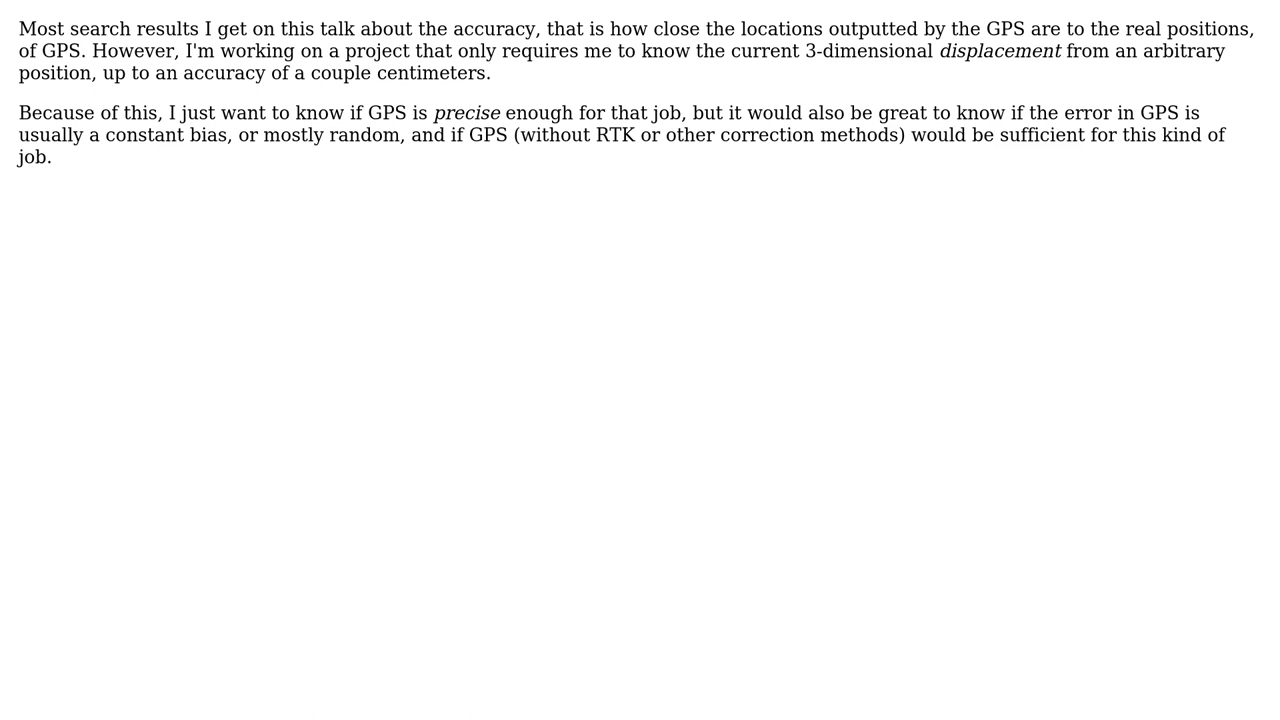 Most search results I get on this talk about the accuracy, that is how close the locations outputted by the GPS are to the real positions,
of GPS. However, I'm working on a project that only requires me to know the current 3-dimensional displacement from an arbitrary
position, up to an accuracy of a couple centimeters.
Because of this, I just want to know if GPS is precise enough for that job, but it would also be great to know if the error in GPS is
usually a constant bias, or mostly random, and if GPS (without RTK or other correction methods) would be sufficient for this kind of
job.